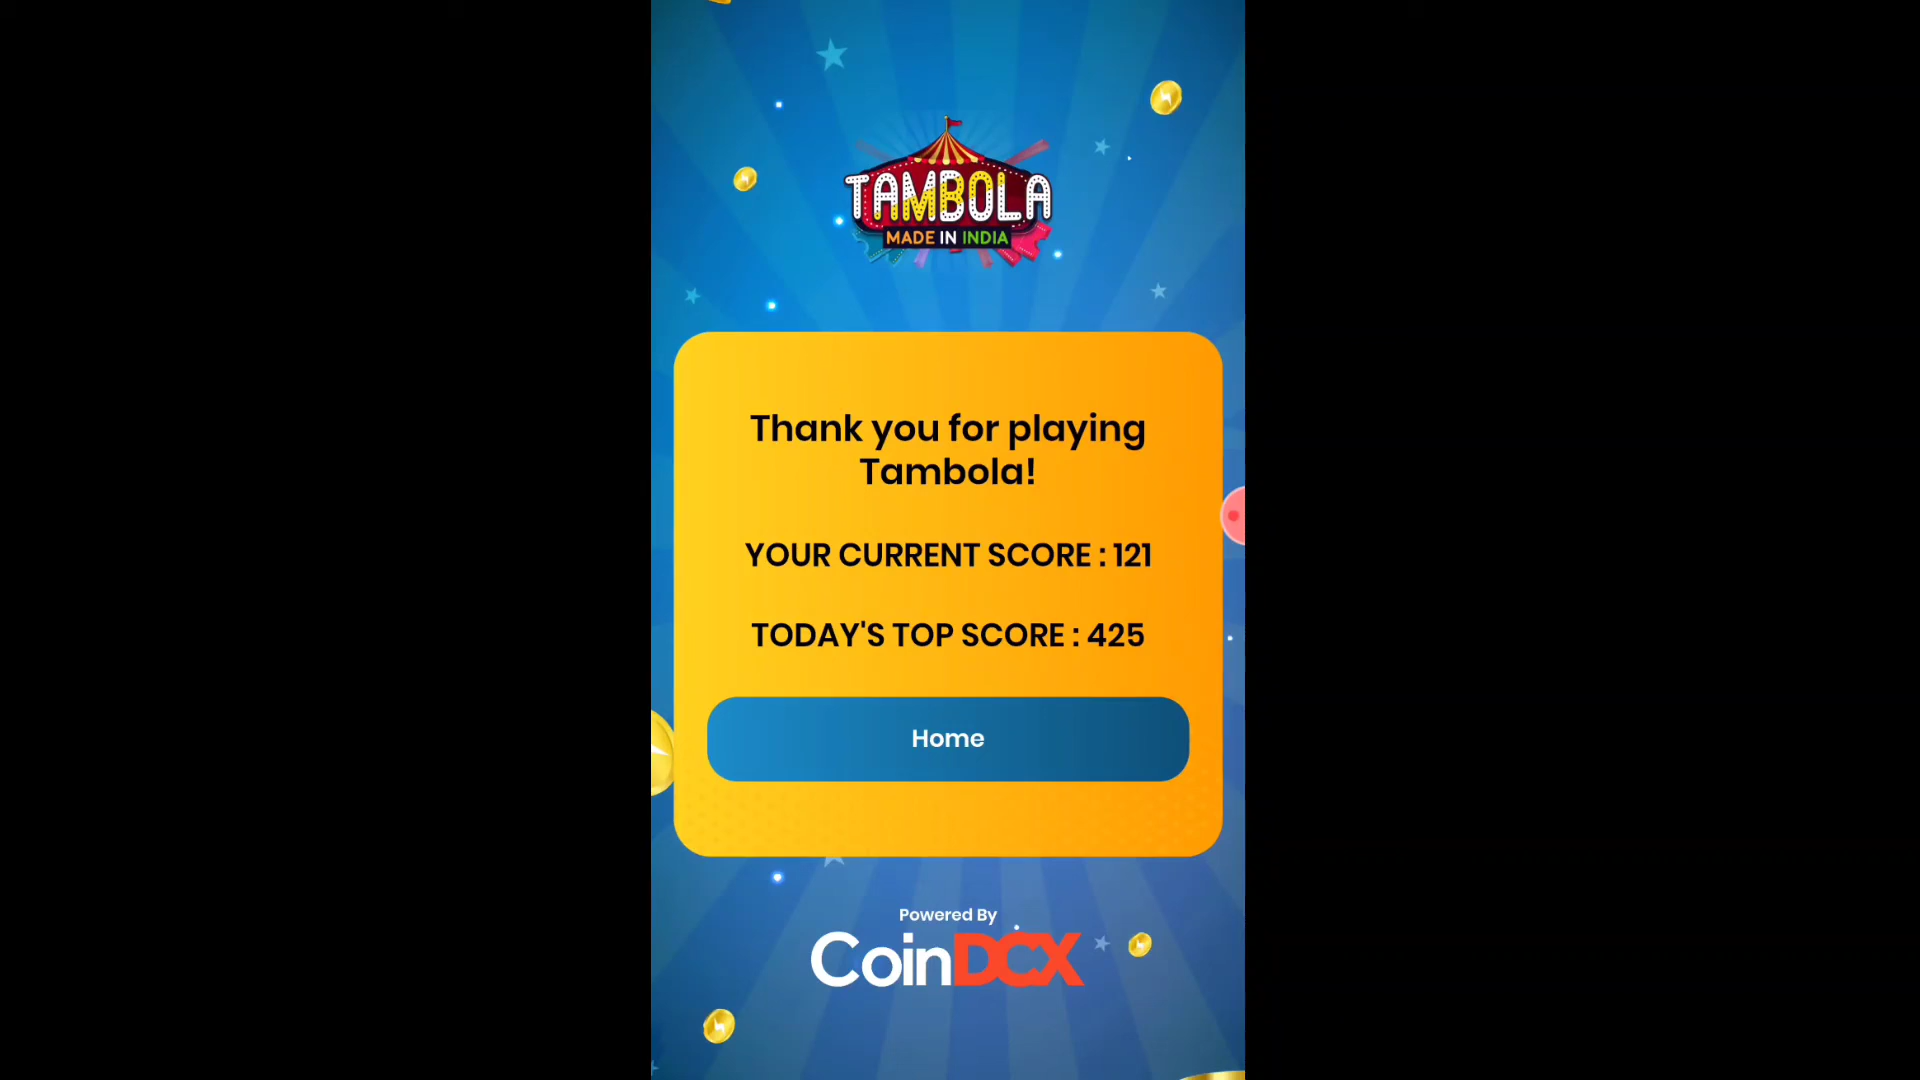 TAMBOLA
MADE IN INDIA
Thank you for playing
Tambola!
YOUR CURRENT SCORE : 121
TODAY'S TOP SCORE : 425
Home
Powered By
CoinDCX